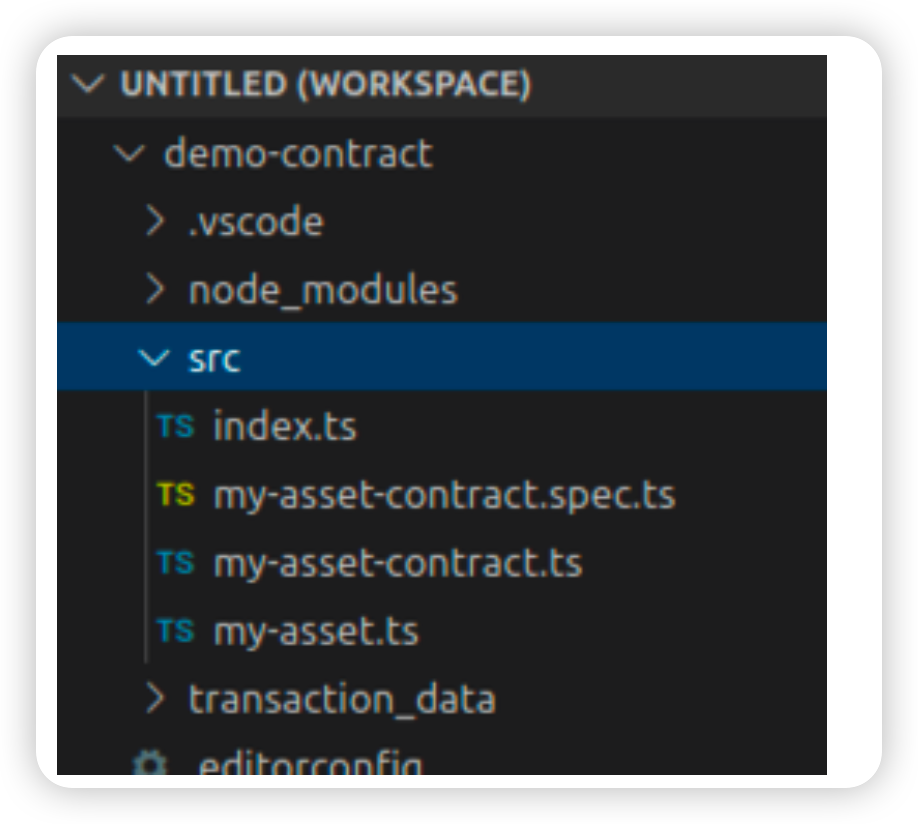 UNTITLED (WORKSPACE)
demo-contract
.vscode
node_modules
src
TS index.ts
TS my-asset-contract.spec.ts
TS my-asset-contract.ts
TS my-asset.ts
transaction_data
editorconfig